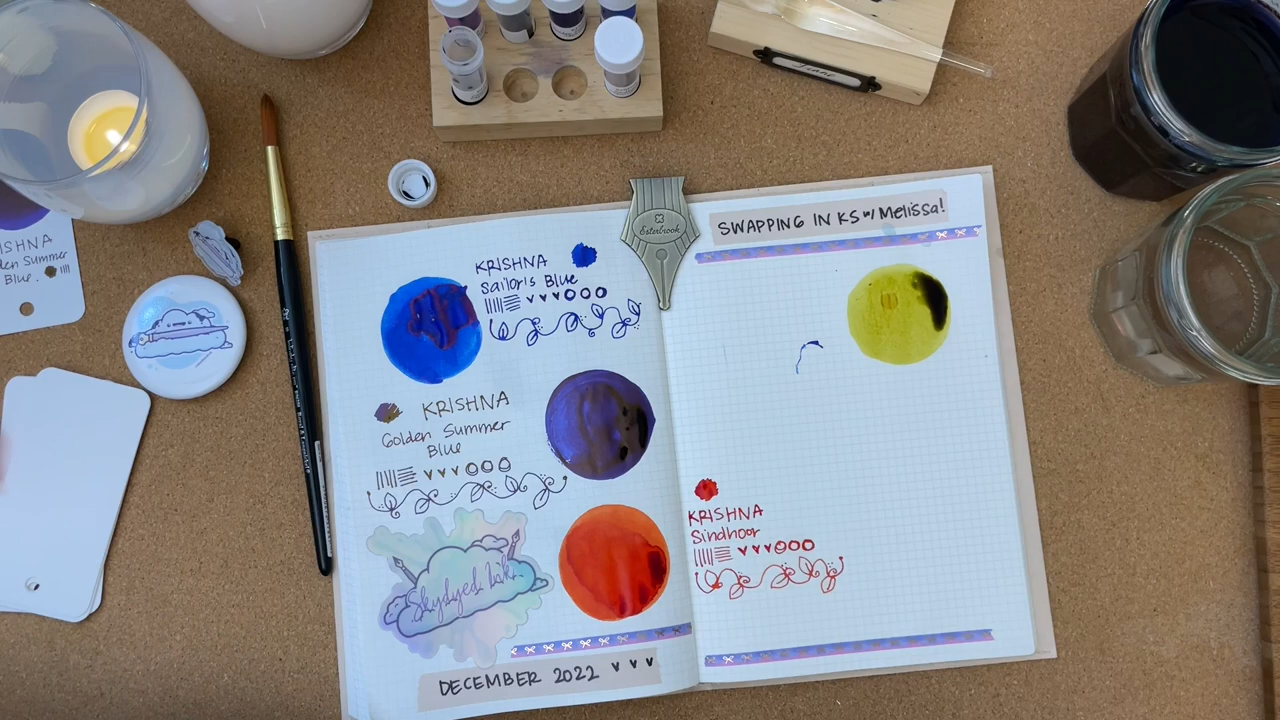 Esterbrook
SWAPPING IN KS w/ Melissa!
KRISHNA
Sailor's Blue
KRISHNA
Golden Summer
Blue
KRISHNA
Sindhoor
Skydyed Ink
DECEMBER 2022
KRISHNA
lden Summer
Blue.